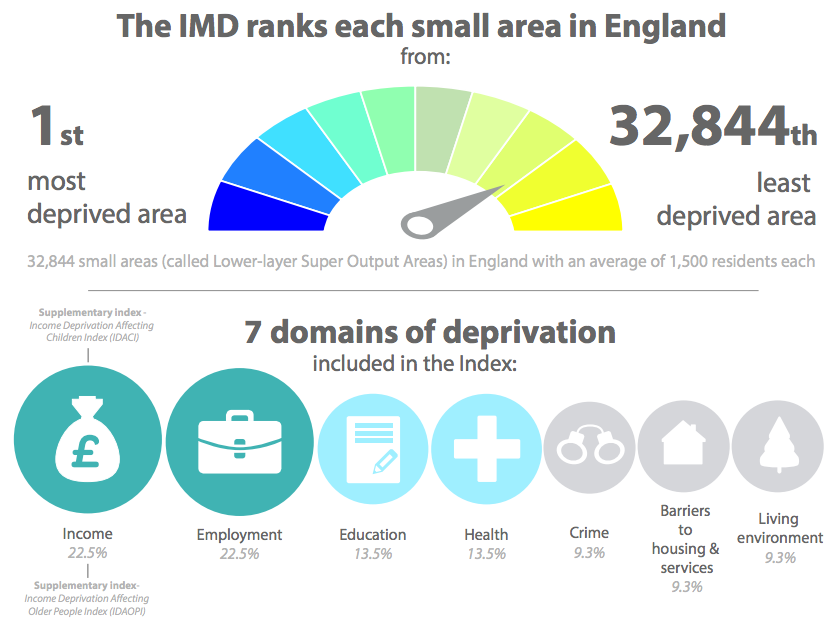 The IMD ranks each small area in England
from:
1st
most
deprived area
32,844th
least
deprived area
32,844 small areas (called Lower-layer Super Output Areas) in England with an average of 1,500 residents each
Supplementary index -
Income Deprivation Affecting
Children Index (IDACI)
7 domains of deprivation
included in the Index:
£
Income
22.5%
Supplementary index-
Income Deprivation Affecting
Older People Index (IDAOPI)
Employment
22.5%
Education
13.5%
Health
13.5%
Crime
9.3%
Barriers
to
housing &
services
9.3%
Living
environment
9.3%